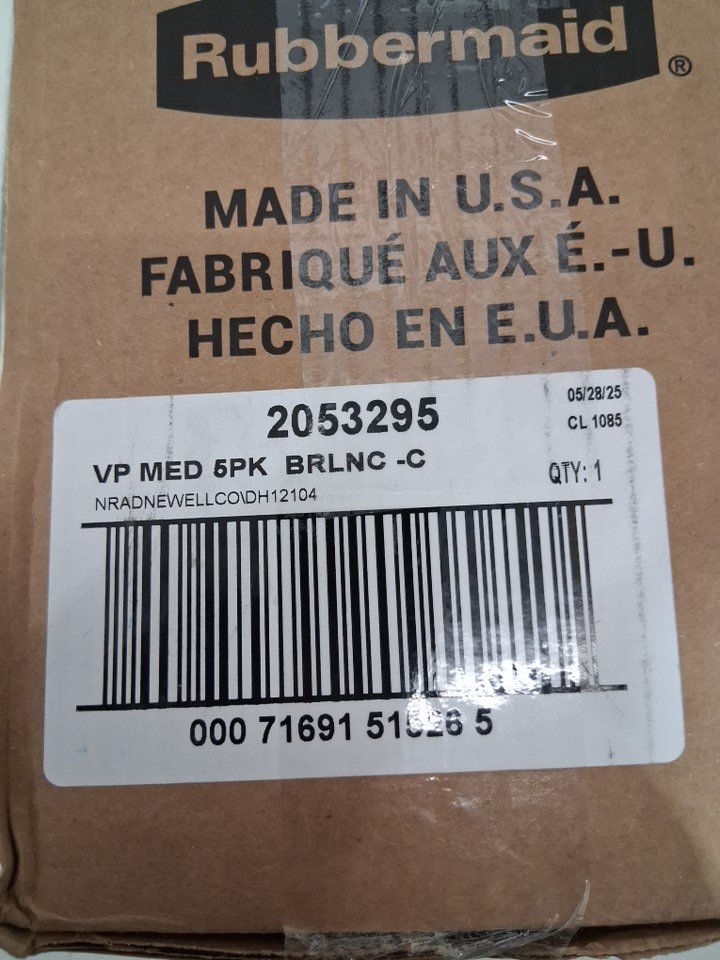 Rubbermaid®
MADE IN U.S.A.
FABRIQUÉ AUX É.-U.
HECHO EN E.U.A.
2053295
05/28/25
CL 1085
VP MED 5PK BRLNC -C
QTY: 1
NRADNEWELLCO\DH12104
000 71691 5